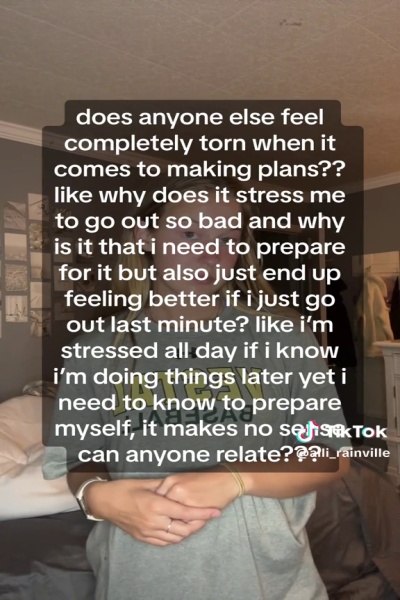 does anyone else feel
completely torn when it
comes to making plans??
like why does it stress me
to go out so bad and why
is it that i need to prepare
for it but also just end up
feeling better if i just go
out last minute? like i’m
stressed all day if i know
i’m doing things later yet i
need to know to prepare
myself, it makes no sense
can anyone relate???
TikTok
@alli_rainville